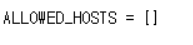 ALLOWED_HOSTS = []